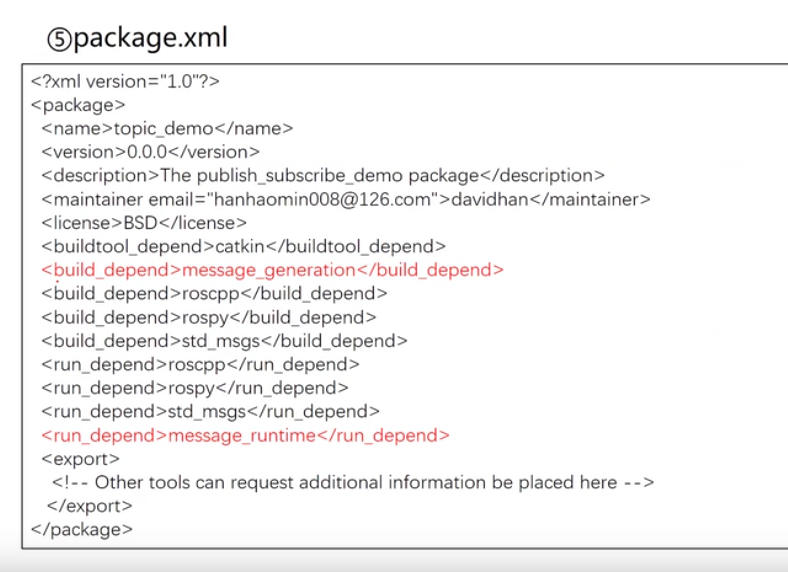 ⑤package.xml
<?xml version="1.0"?>
<package>
<name>topic_demo</name>
<version>0.0.0</version>
<description>The publish_subscribe_demo package</description>
<maintainer email="hanhaomin008@126.com">davidhan</maintainer>
<license>BSD</license>
<buildtool_depend>catkin</buildtool_depend>
<build_depend>message_generation</build_depend>
<build_depend>roscpp</build_depend>
<build_depend>rospy</build_depend>
<build_depend>std_msgs</build_depend>
<run_depend>roscpp</run_depend>
<run_depend>rospy</run_depend>
<run_depend>std_msgs</run_depend>
<run_depend>message_runtime</run_depend>
<export>
<!-- Other tools can request additional information be placed here -->
</export>
</package>